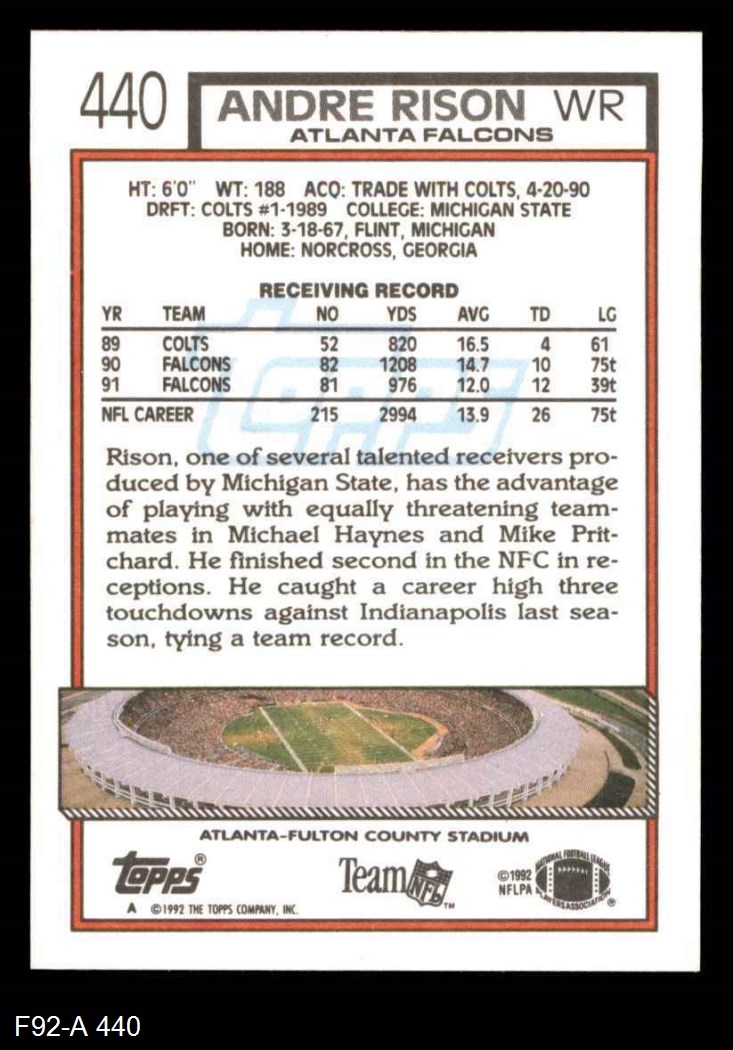 440 ANDRE RISON WR
ATLANTA FALCONS
HT: 6'0" WT: 188 ACQ: TRADE WITH COLTS, 4-20-90
DRFT: COLTS #1-1989 COLLEGE: MICHIGAN STATE
BORN: 3-18-67, FLINT, MICHIGAN
HOME: NORCROSS, GEORGIA
RECEIVING RECORD
YR TEAM NO YDS AVG TD LG
89 COLTS 52 820 16.5 4 61
90 FALCONS 82 1208 14.7 10 75t
91 FALCONS 81 976 12.0 12 39t
NFL CAREER 215 2994 13.9 26 75t
topps
Rison, one of several talented receivers pro-
duced by Michigan State, has the advantage
of playing with equally threatening team-
mates in Michael Haynes and Mike Prit-
chard. He finished second in the NFC in re-
ceptions. He caught a career high three
touchdowns against Indianapolis last sea-
son, tying a team record.
ATLANTA-FULTON COUNTY STADIUM
topps® Team NFL™ ©1992 NFLPA NATIONAL FOOTBALL LEAGUE PLAYERS ASSOCIATION®
A ©1992 THE TOPPS COMPANY, INC.
F92-A 440